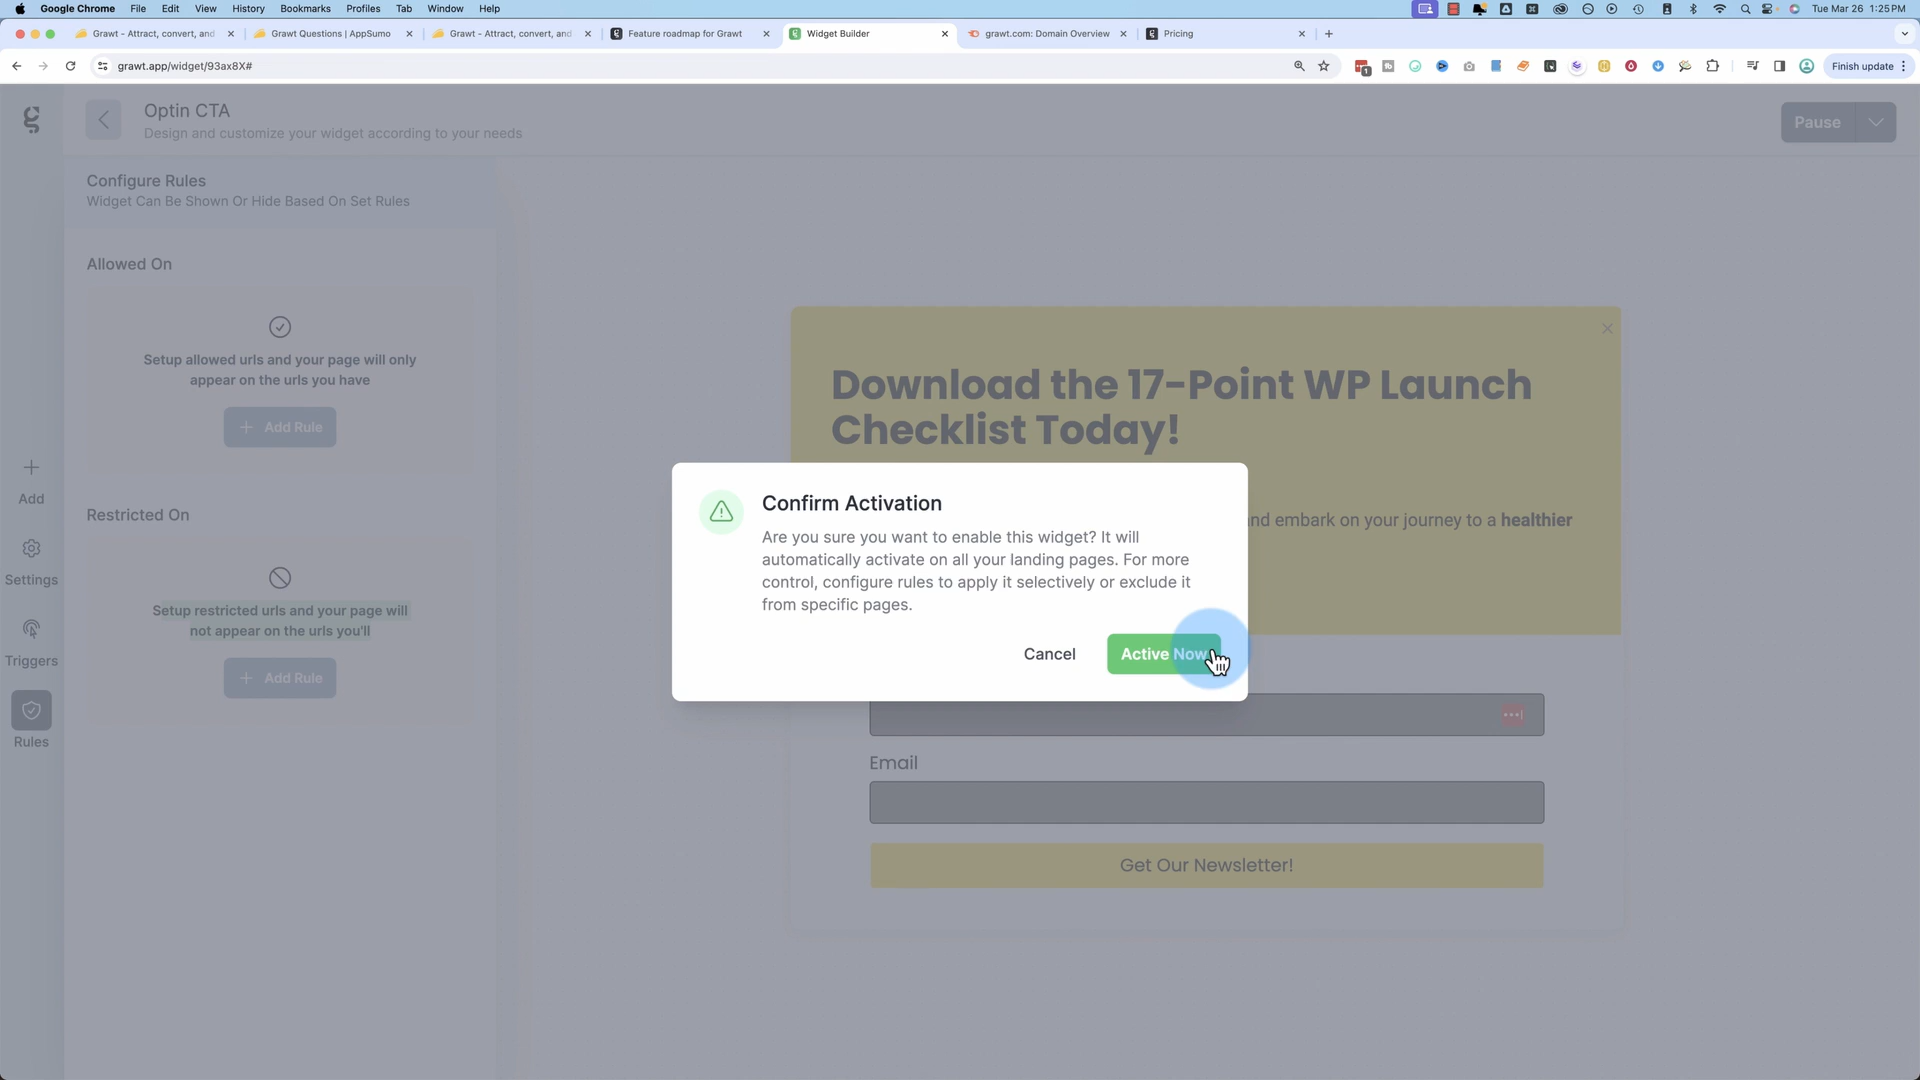 Google Chrome File Edit View History Bookmarks Profiles Tab Window Help Tue Mar 26 1:25 PM
Grawt - Attract, convert, and Grawt Questions | AppSumo Grawt - Attract, convert, and Feature roadmap for Grawt Widget Builder grawt.com: Domain Overview Pricing
grawt.app/widget/93ax8X# 1 Finish update
Optin CTA
Design and customize your widget according to your needs
Pause
Configure Rules
Widget Can Be Shown Or Hide Based On Set Rules
Allowed On
Setup allowed urls and your page will only
appear on the urls you have
+ Add Rule
Restricted On
Setup restricted urls and your page will
not appear on the urls you'll
+ Add Rule
Add
Settings
Triggers
Rules
Download the 17-Point WP Launch
Checklist Today!
nd embark on your journey to a healthier
Confirm Activation
Are you sure you want to enable this widget? It will
automatically activate on all your landing pages. For more
control, configure rules to apply it selectively or exclude it
from specific pages.
Cancel Active Now
Email
Get Our Newsletter!